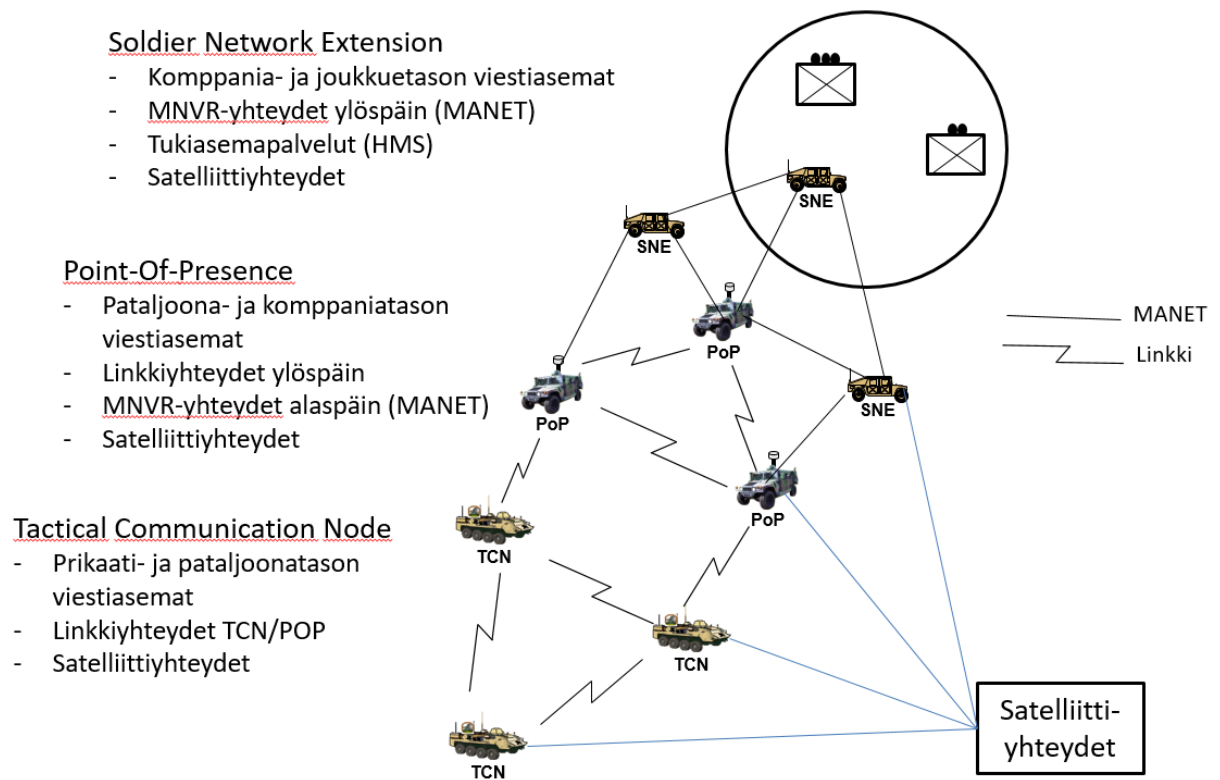 Soldier Network Extension
- Komppania- ja joukkuetason viestiasemat
- MNVR-yhteydet ylöspäin (MANET)
- Tukiasemapalvelut (HMS)
- Satelliittiyhteydet
SNE
SNE
Point-Of-Presence
- Pataljoona- ja komppaniatason
viestiasemat
- Linkkiyhteydet ylöspäin
- MNVR-yhteydet alaspäin (MANET)
- Satelliittiyhteydet
PoP
PoP
SNE
PoP
MANET
Linkki
Tactical Communication Node
- Prikaati- ja pataljoonatason
viestiasemat
- Linkkiyhteydet TCN/POP
- Satelliittiyhteydet
TCN
TCN
TCN
Satelliitti-
yhteydet